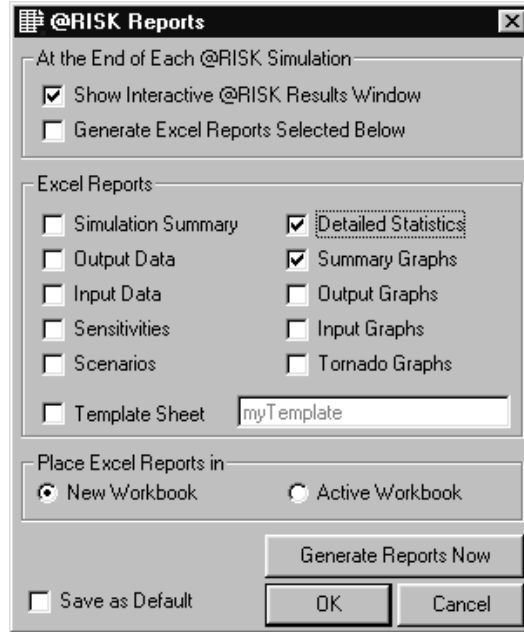 @RISK Reports
At the End of Each @RISK Simulation
Show Interactive @RISK Results Window
Generate Excel Reports Selected Below
Excel Reports
Simulation Summary
Detailed Statistics
Output Data
Summary Graphs
Input Data
Output Graphs
Sensitivities
Input Graphs
Scenarios
Tornado Graphs
Template Sheet
myTemplate
Place Excel Reports in
New Workbook
Active Workbook
Generate Reports Now
Save as Default
OK
Cancel